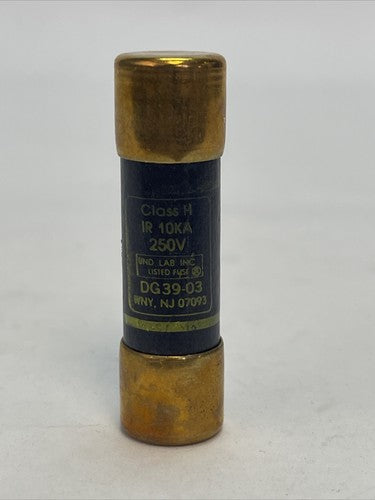 Class H
IR 10KA
250V
UND. LAB. INC.
LISTED FUSE
DG39-03
WNY, NJ 07093